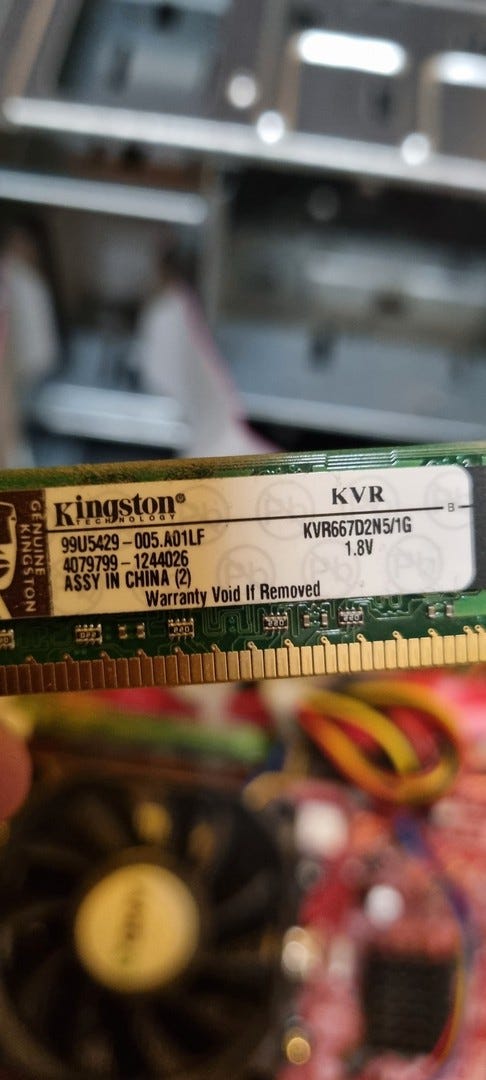 GENUINE
KINGSTON
Kingston®
TECHNOLOGY
99U5429-005.A01LF
4079799-1244026
ASSY IN CHINA (2)
Warranty Void If Removed
KVR
B
KVR667D2N5/1G
1.8V